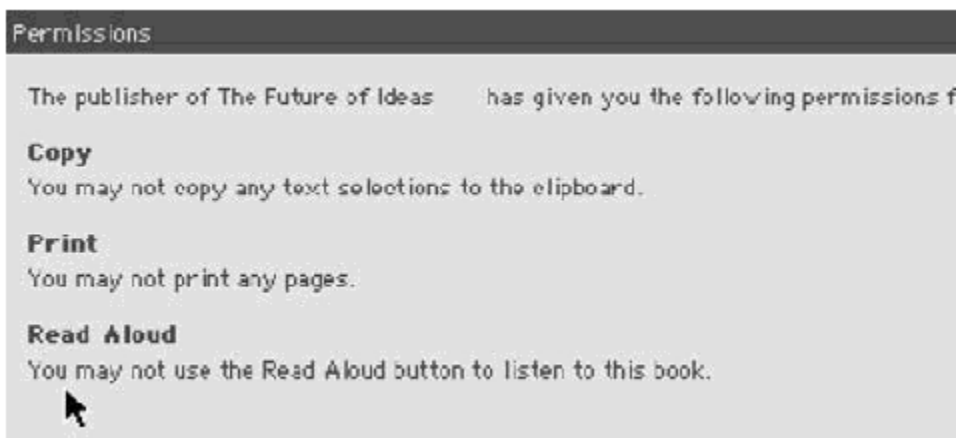 Permissions
The publisher of The Future of Ideas has given you the following permissions f
Copy
You may not copy any text selections to the clipboard.
Print
You may not print any pages.
Read Aloud
You may not use the Read Aloud button to listen to this book.